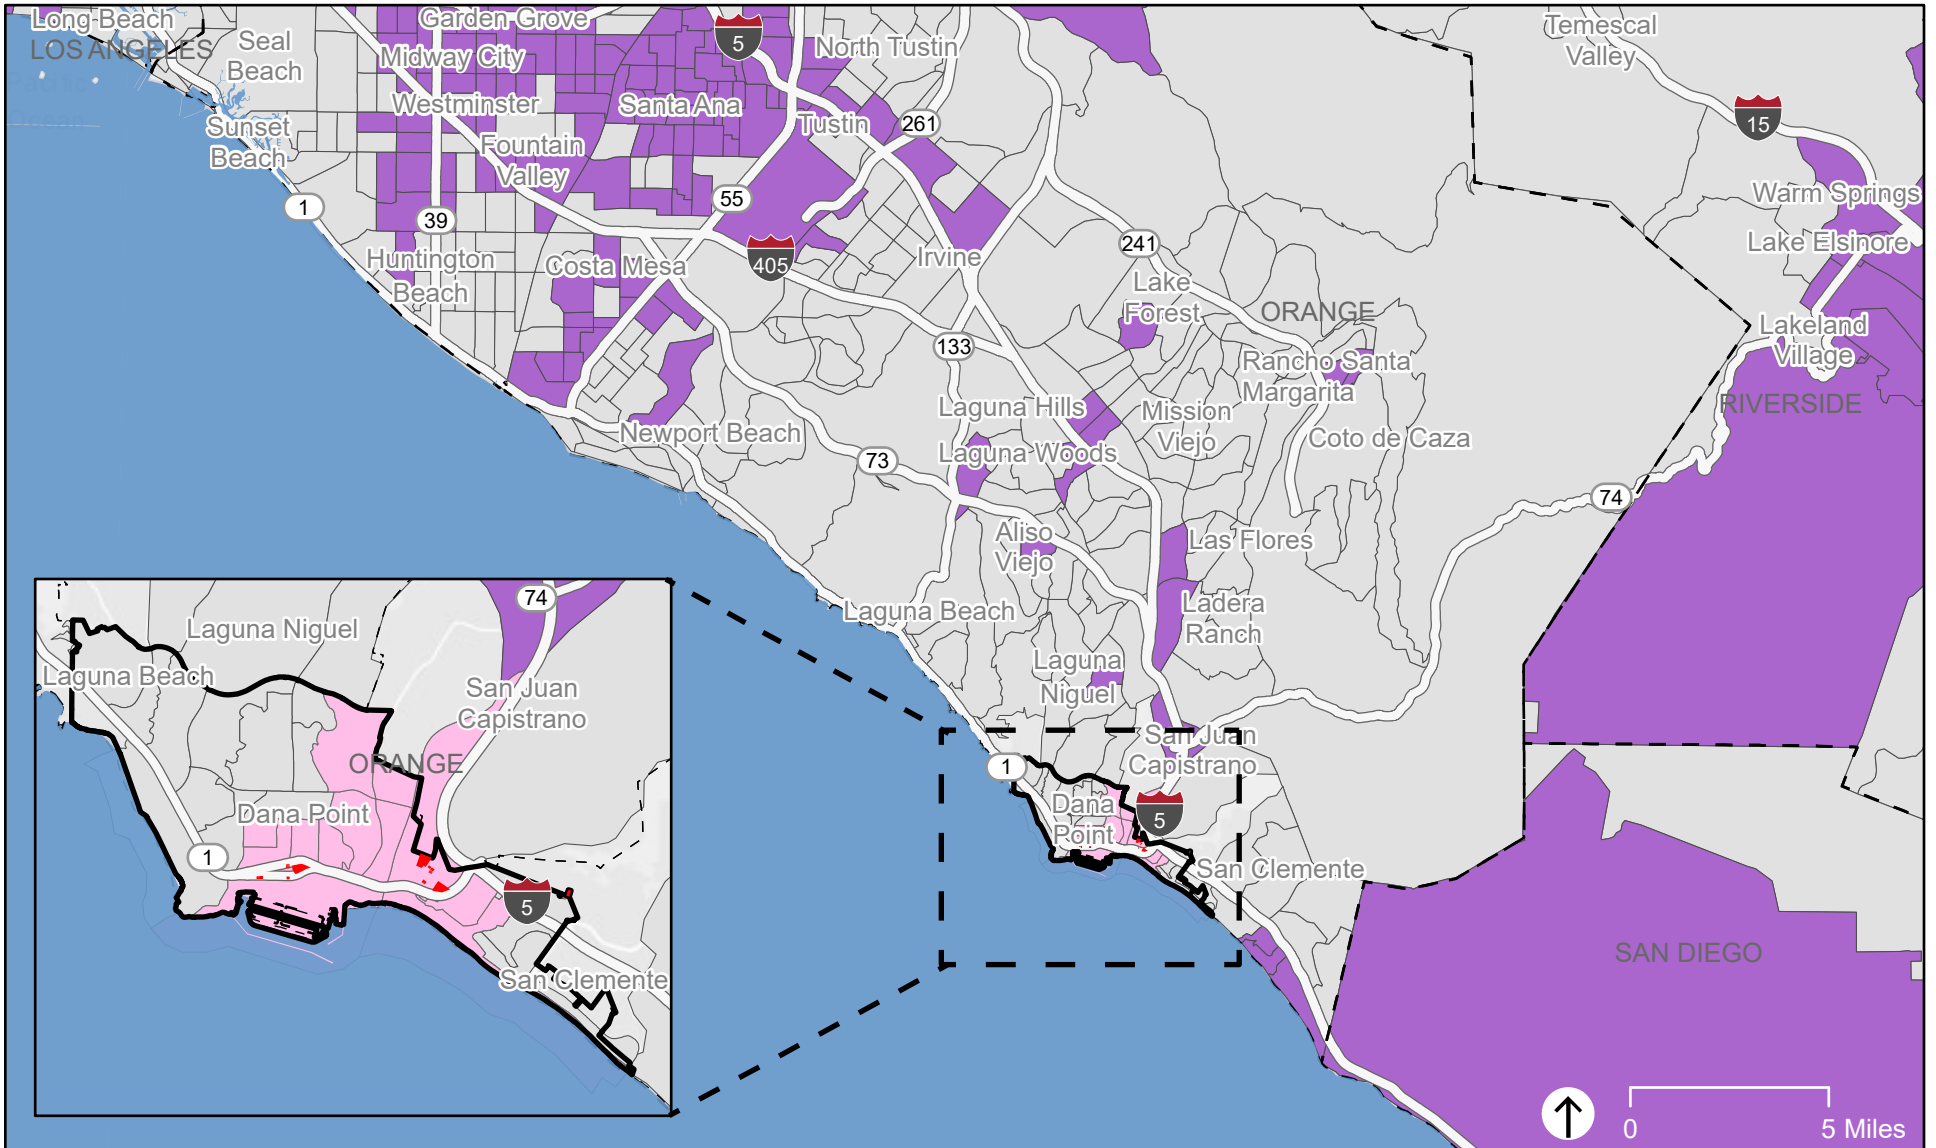 Long Beach
LOS ANGELES
Pacific
Ocean
Seal
Beach
Sunset
Beach
Garden Grove
Midway City
Westminster
Fountain
Valley
Santa Ana
North Tustin
Tustin
5
261
55
39
1
405
Huntington
Beach
Costa Mesa
Irvine
241
Lake
Forest
ORANGE
133
Rancho Santa
Margarita
Laguna Hills
Mission
Viejo
Coto de Caza
Newport Beach
Laguna Woods
73
74
Aliso
Viejo
Las Flores
Laguna Beach
Ladera
Ranch
Laguna
Niguel
San Juan
Capistrano
1
Dana
Point
5
San Clemente
Temescal
Valley
15
Warm Springs
Lake Elsinore
Lakeland
Village
RIVERSIDE
SAN DIEGO
0
5 Miles
74
Laguna Niguel
Laguna Beach
San Juan
Capistrano
ORANGE
Dana Point
1
5
San Clemente